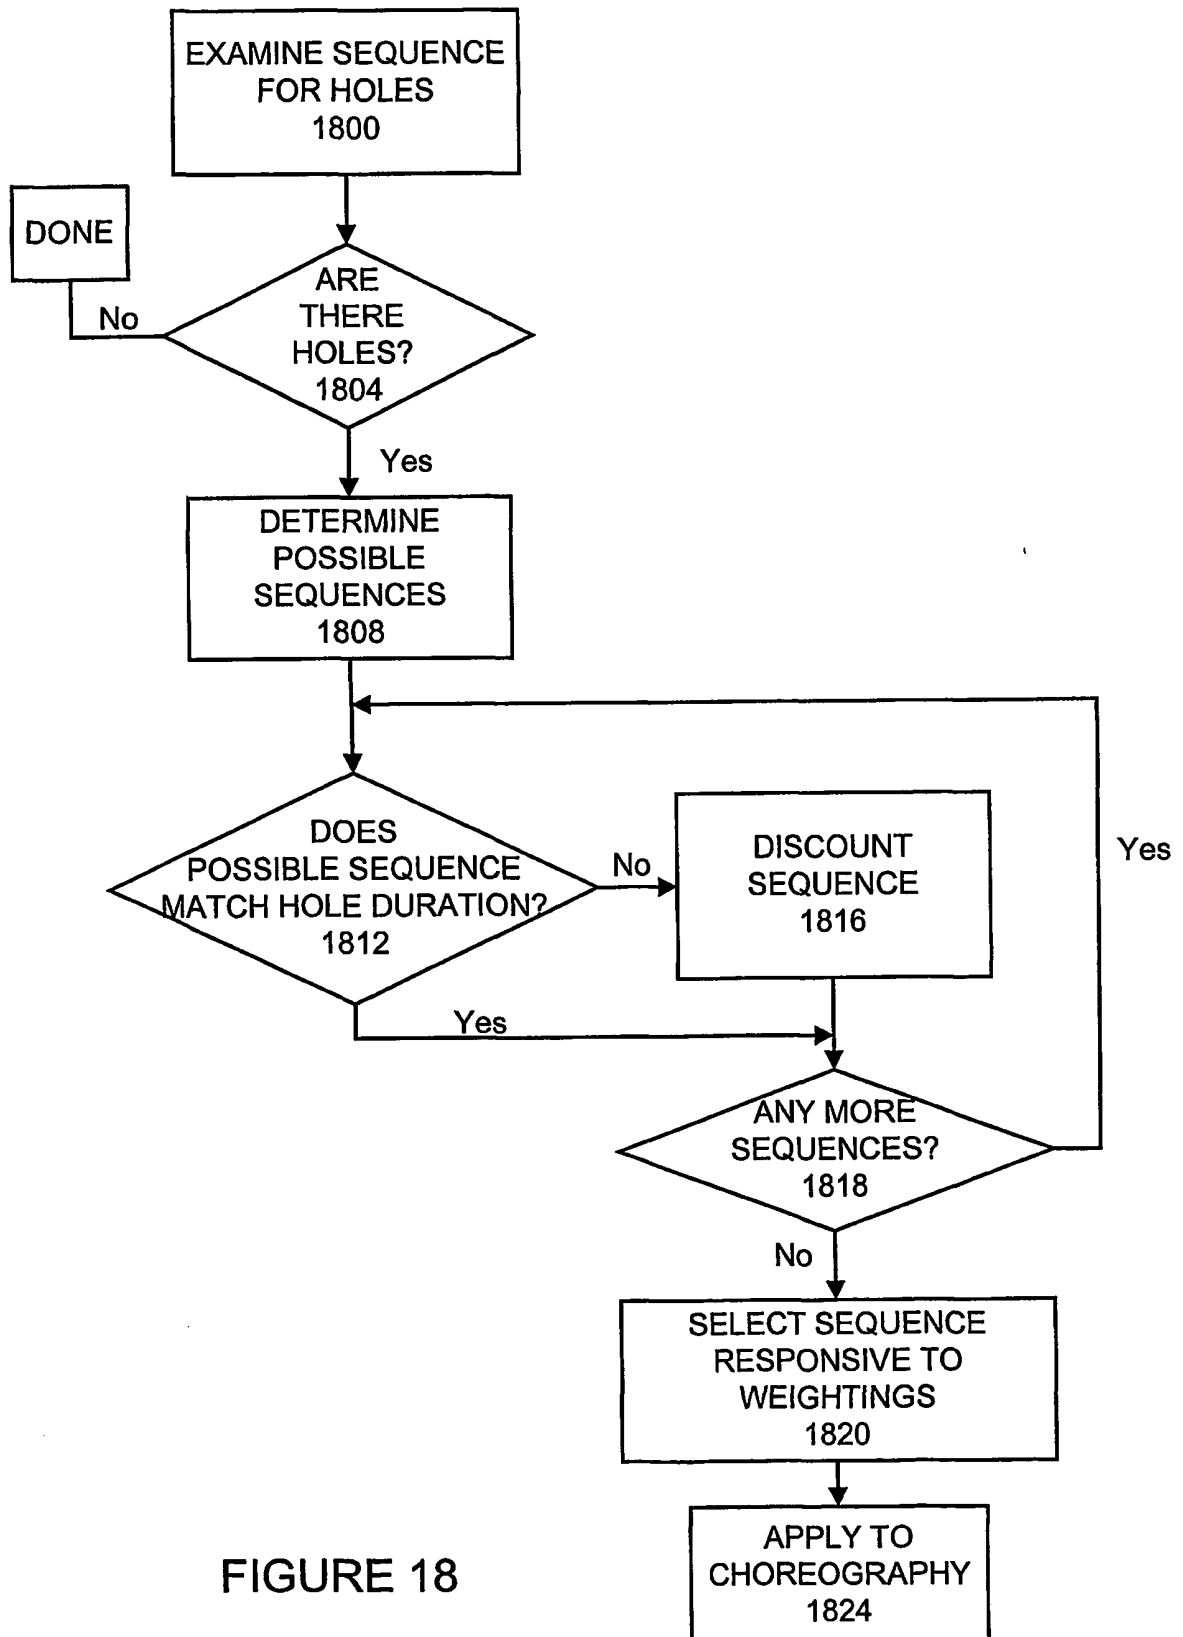 EXAMINE SEQUENCE
FOR HOLES
1800
DONE
No
ARE
THERE
HOLES?
1804
Yes
DETERMINE
POSSIBLE
SEQUENCES
1808
DOES
POSSIBLE SEQUENCE
MATCH HOLE DURATION?
1812
No
DISCOUNT
SEQUENCE
1816
Yes
Yes
ANY MORE
SEQUENCES?
1818
No
SELECT SEQUENCE
RESPONSIVE TO
WEIGHTINGS
1820
APPLY TO
CHOREOGRAPHY
1824
FIGURE 18